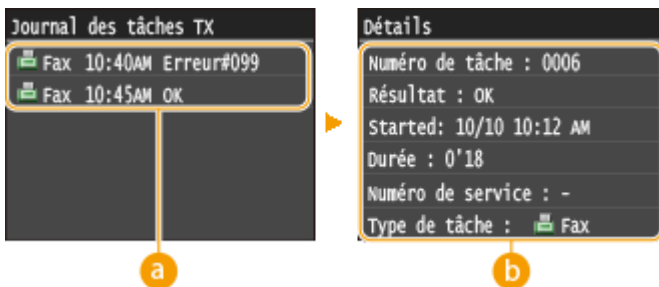 Journal des tâches TX
Fax 10:40AM Erreur#099
Fax 10:45AM OK
a
Détails
Numéro de tâche : 0006
Résultat : OK
Started: 10/10 10:12 AM
Durée : 0'18
Numéro de service : -
Type de tâche : Fax
b